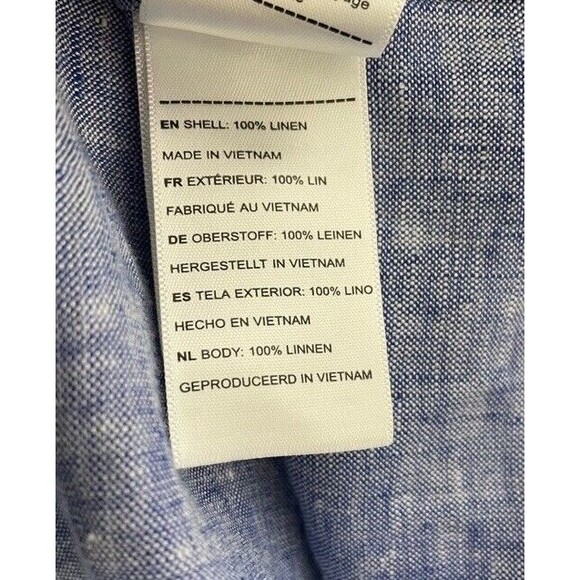 EN SHELL: 100% LINEN
MADE IN VIETNAM
FR EXTÉRIEUR: 100% LIN
FABRIQUÉ AU VIETNAM
DE OBERSTOFF: 100% LEINEN
HERGESTELLT IN VIETNAM
ES TELA EXTERIOR: 100% LINO
HECHO EN VIETNAM
NL BODY: 100% LINNEN
GEPRODUCEERD IN VIETNAM